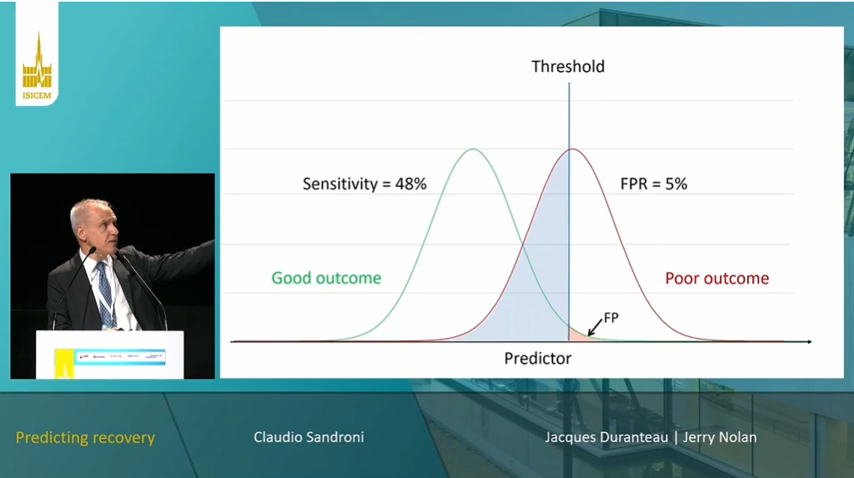 ISICEM
Threshold
Sensitivity = 48%
FPR = 5%
Good outcome
Poor outcome
FP
Predictor
Predicting recovery
Claudio Sandroni
Jacques Duranteau | Jerry Nolan